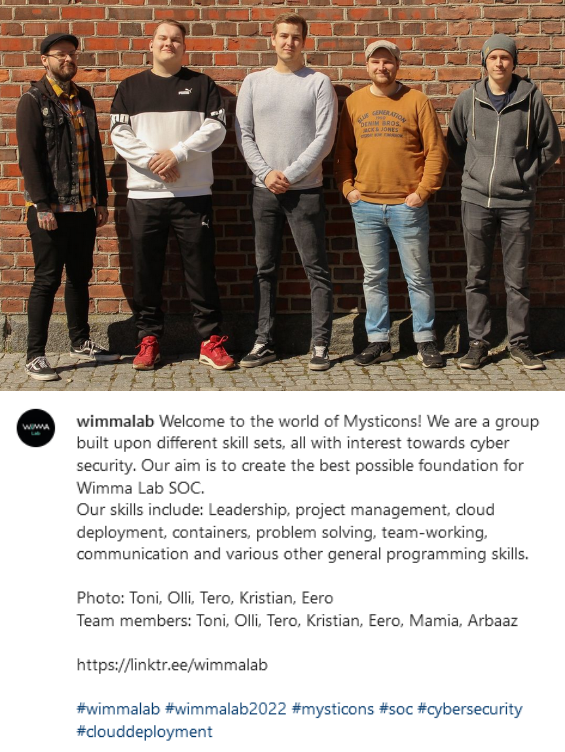 PUMA
BLUE GENERATION
DENIM BROS.
JACK & JONES
WIMMA
Lab
wimmalab Welcome to the world of Mysticons! We are a group
built upon different skill sets, all with interest towards cyber
security. Our aim is to create the best possible foundation for
Wimma Lab SOC.
Our skills include: Leadership, project management, cloud
deployment, containers, problem solving, team-working,
communication and various other general programming skills.
Photo: Toni, Olli, Tero, Kristian, Eero
Team members: Toni, Olli, Tero, Kristian, Eero, Mamia, Arbaaz
https://linktr.ee/wimmalab
#wimmalab #wimmalab2022 #mysticons #soc #cybersecurity
#clouddeployment